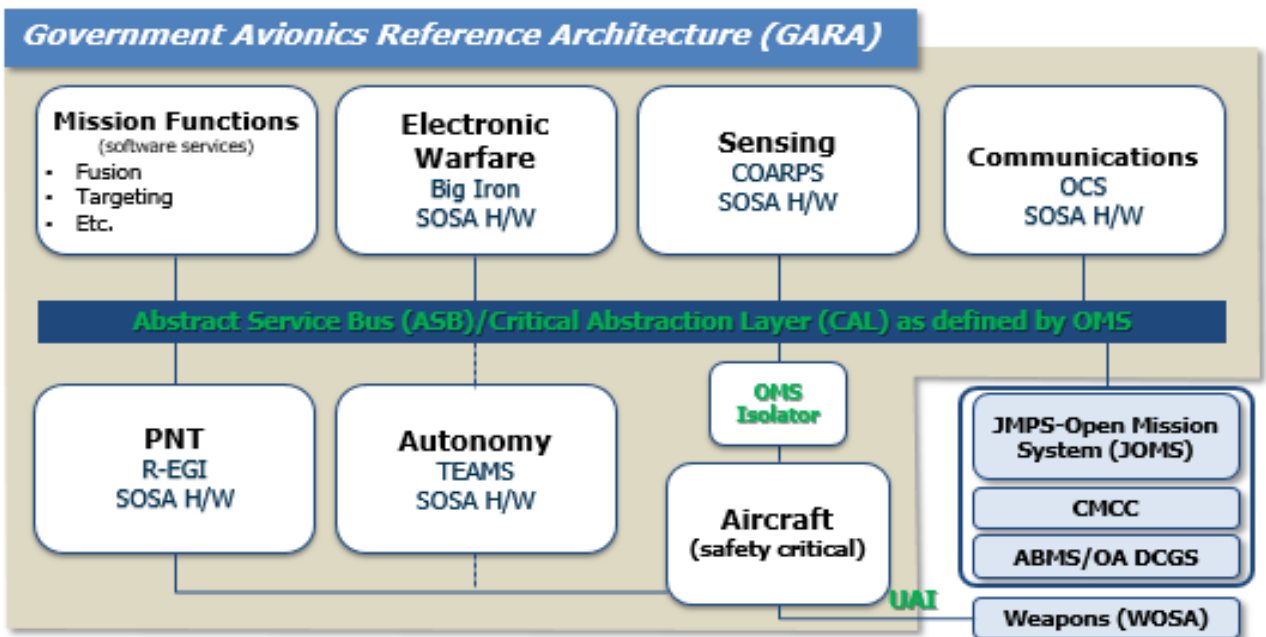 Government Avionics Reference Architecture (GARA)
Mission Functions
(software services)
• Fusion
• Targeting
• Etc.
Electronic
Warfare
Big Iron
SOSA H/W
Sensing
COARPS
SOSA H/W
Communications
OCS
SOSA H/W
Abstract Service Bus (ASB)/Critical Abstraction Layer (CAL) as defined by OMS
PNT
R-EGI
SOSA H/W
Autonomy
TEAMS
SOSA H/W
OMS
Isolator
Aircraft
(safety critical)
JMPS-Open Mission
System (JOMS)
CMCC
ABMS/OA DCGS
UAI
Weapons (WOSA)